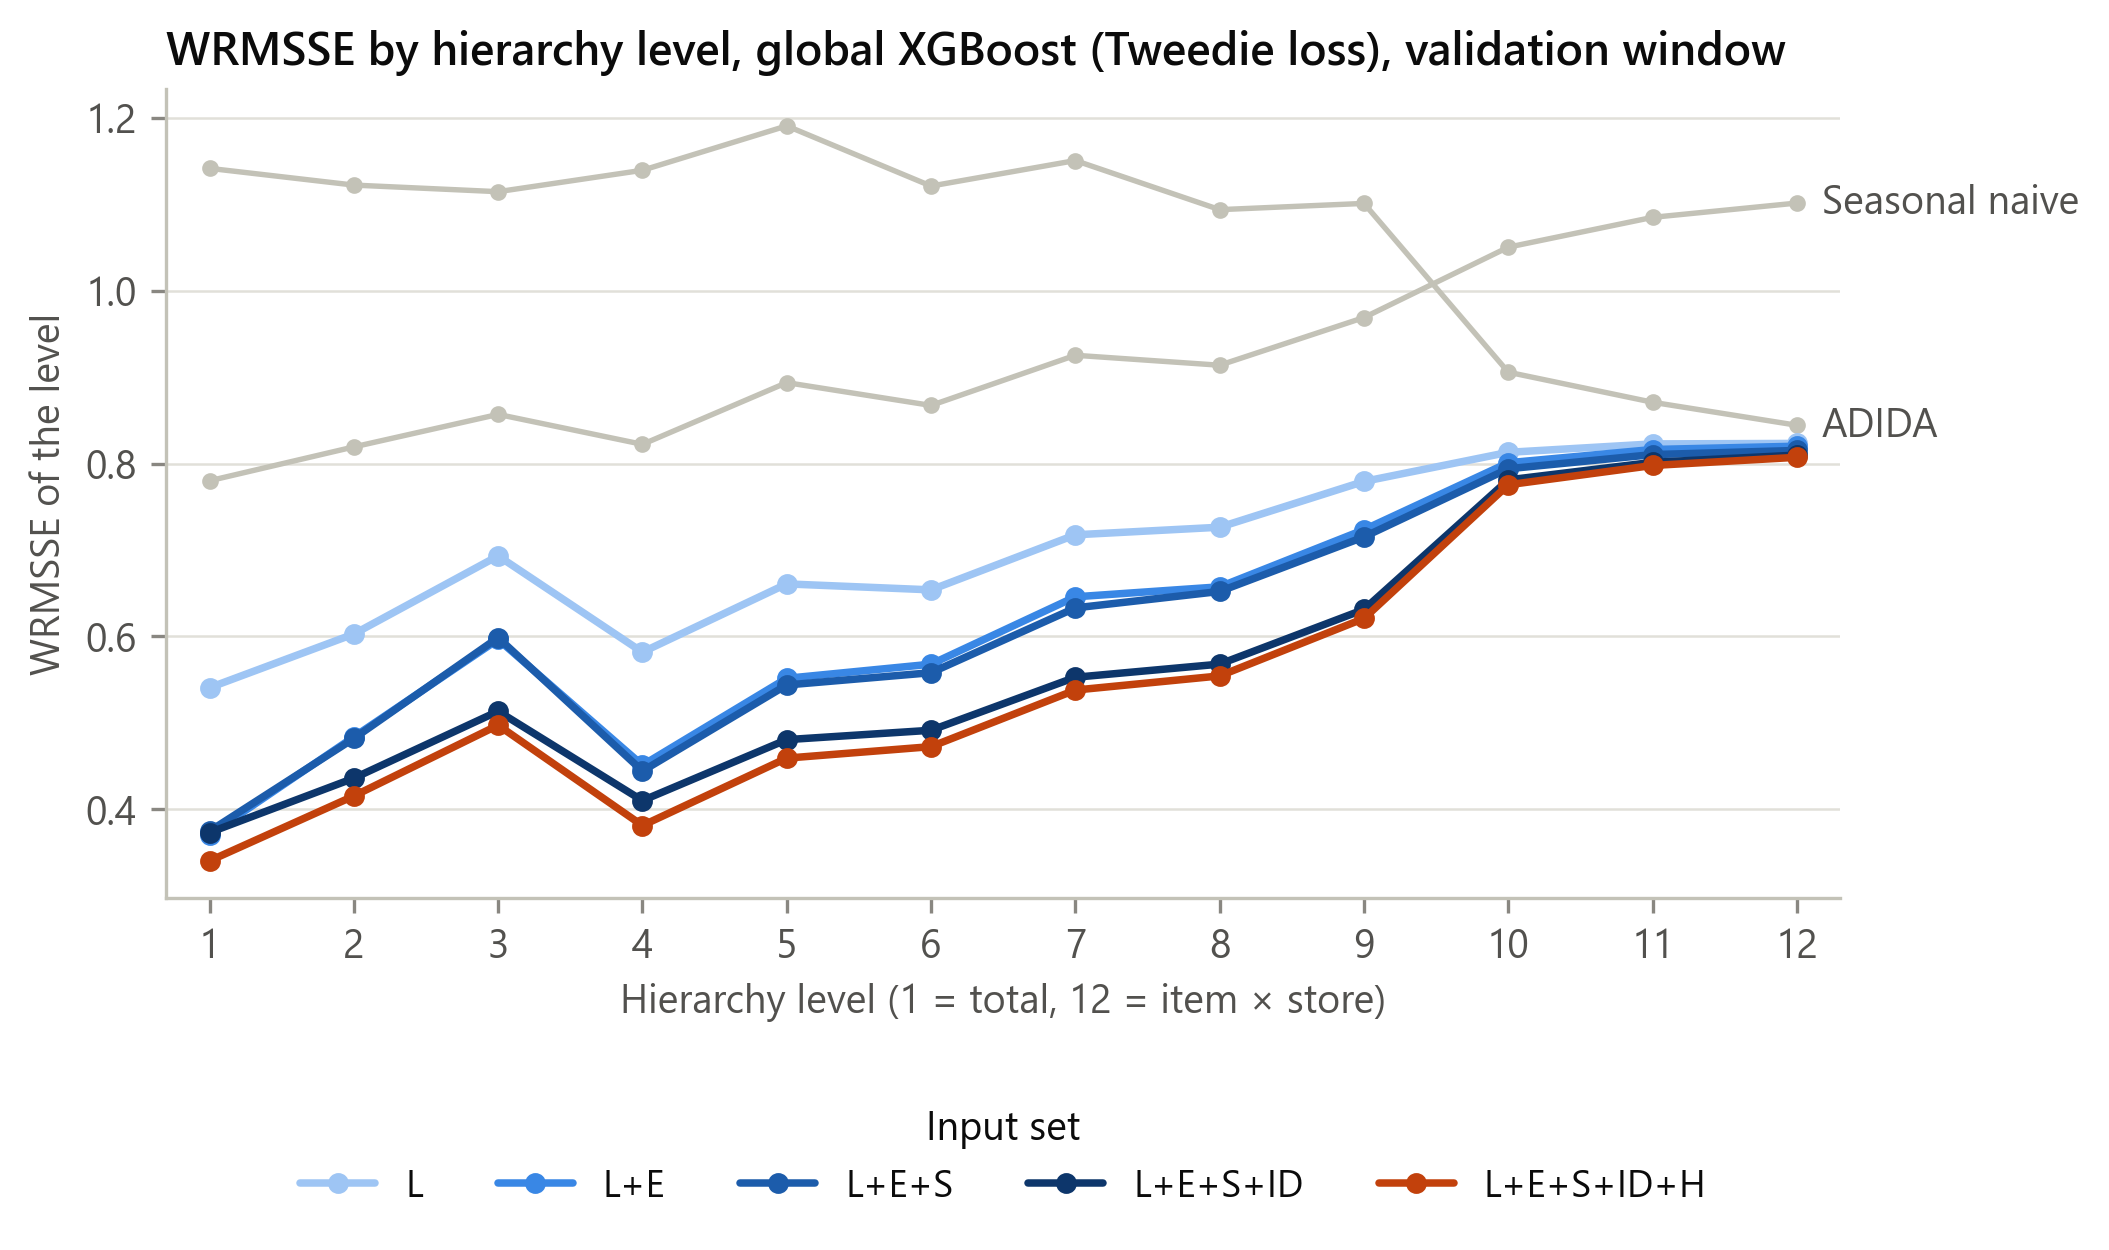 WRMSSE by hierarchy level, global XGBoost (Tweedie loss), validation window
WRMSSE of the level
1.2
1.0
0.8
0.6
0.4
Seasonal naive
ADIDA
1 2 3 4 5 6 7 8 9 10 11 12
Hierarchy level (1 = total, 12 = item × store)
Input set
L L+E L+E+S L+E+S+ID L+E+S+ID+H